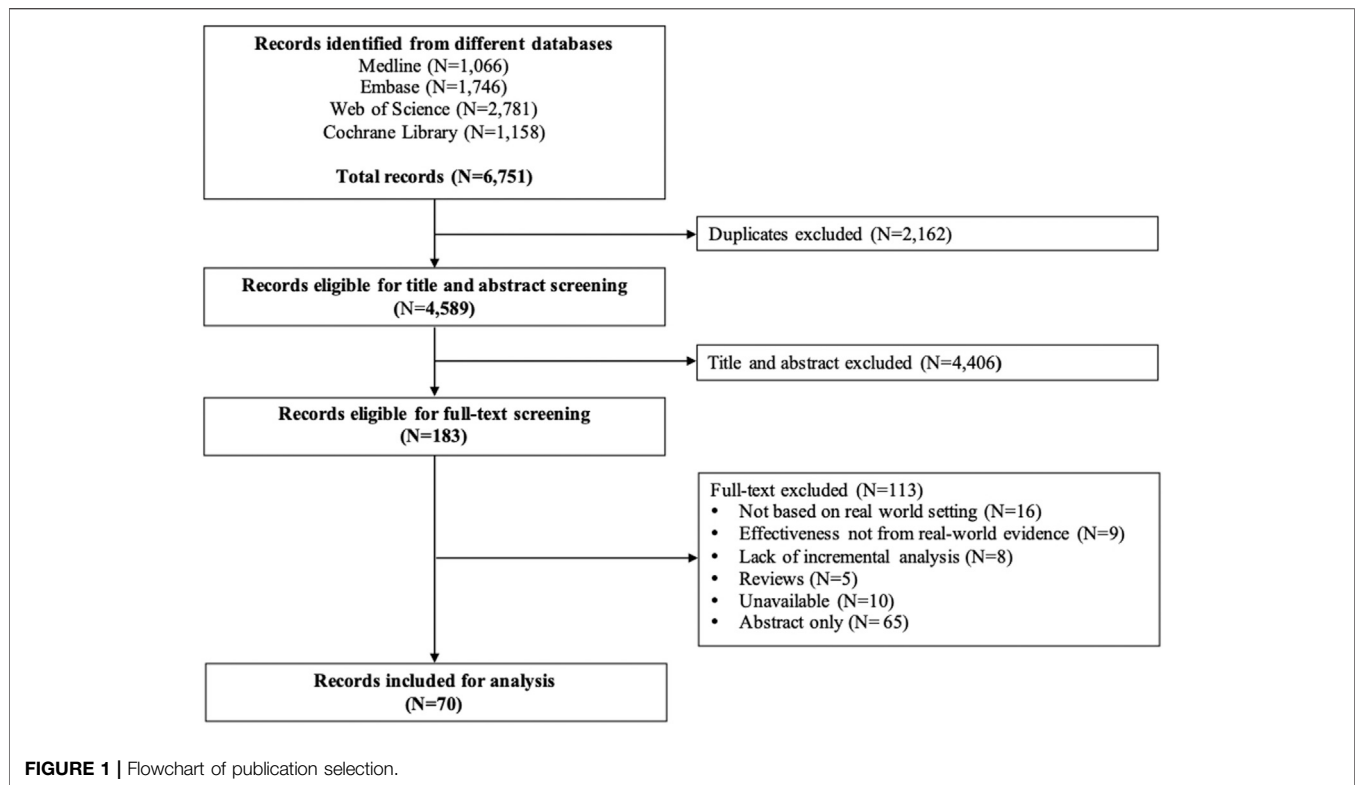 Records identified from different databases
Medline (N=1,066)
Embase (N=1,746)
Web of Science (N=2,781)
Cochrane Library (N=1,158)
Total records (N=6,751)
Duplicates excluded (N=2,162)
Records eligible for title and abstract screening
(N=4,589)
Title and abstract excluded (N=4,406)
Records eligible for full-text screening
(N=183)
Full-text excluded (N=113)
• Not based on real world setting (N=16)
• Effectiveness not from real-world evidence (N=9)
• Lack of incremental analysis (N=8)
• Reviews (N=5)
• Unavailable (N=10)
• Abstract only (N=65)
Records included for analysis
(N=70)
FIGURE 1 | Flowchart of publication selection.